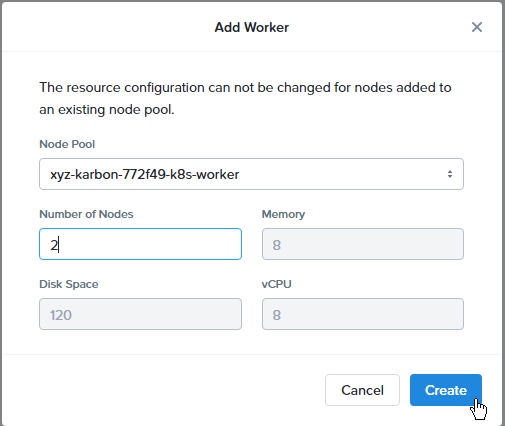 Add Worker
The resource configuration can not be changed for nodes added to
an existing node pool.
Node Pool
xyz-karbon-772f49-k8s-worker
Number of Nodes
Memory
2
8
Disk Space
vCPU
120
8
Cancel
Create